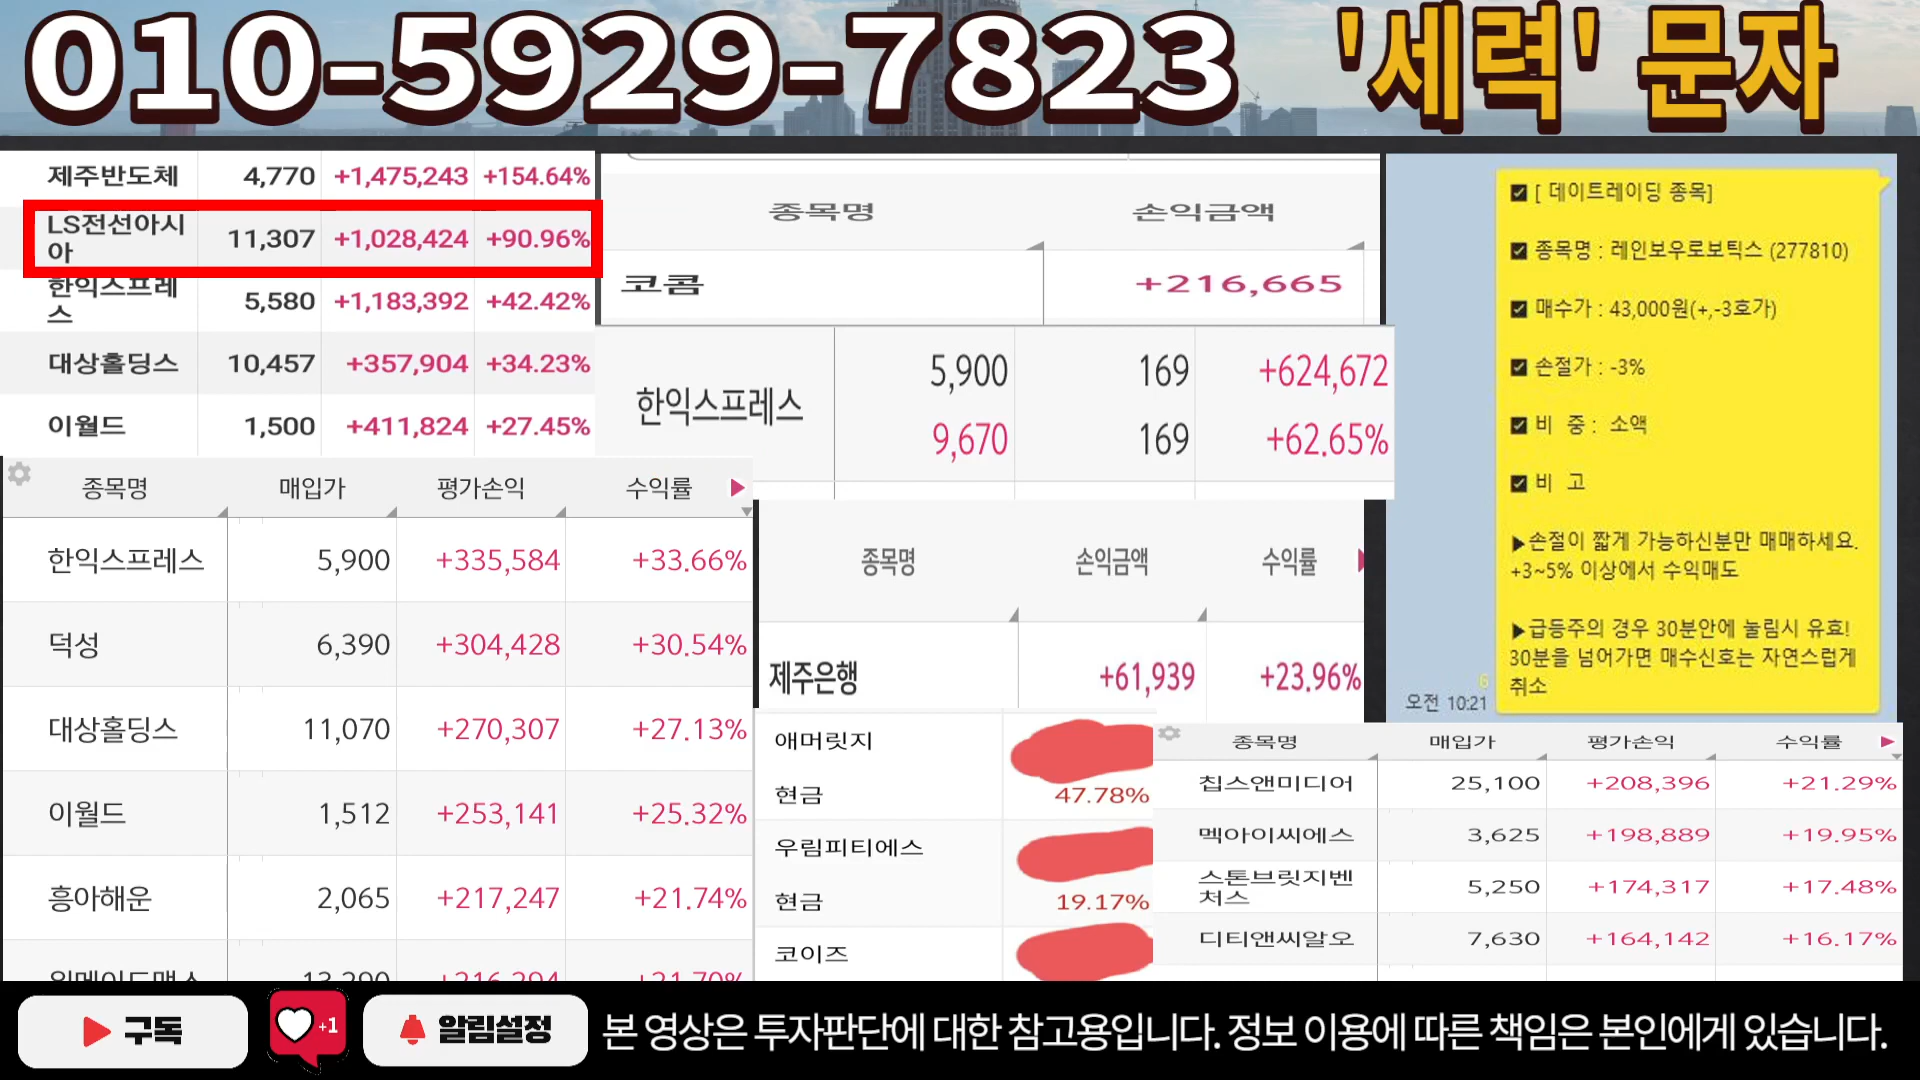 010-5929-7823 '세력' 문자
제주반도체 4,770 +1,475,243 +154.64%
LS전선아시아 11,307 +1,028,424 +90.96%
한익스프레스 5,580 +1,183,392 +42.42%
대상홀딩스 10,457 +357,904 +34.23%
이월드 1,500 +411,824 +27.45%
종목명 손익금액
코콤 +216,665
한익스프레스 5,900 169 +624,672
9,670 169 +62.65%
종목명 매입가 평가손익 수익률
한익스프레스 5,900 +335,584 +33.66%
덕성 6,390 +304,428 +30.54%
대상홀딩스 11,070 +270,307 +27.13%
이월드 1,512 +253,141 +25.32%
흥아해운 2,065 +217,247 +21.74%
종목명 손익금액 수익률
제주은행 +61,939 +23.96%
애머릿지
현금 47.78%
우림피티에스
현금 19.17%
코이즈
[ 데이트레이딩 종목]
종목명 : 레인보우로보틱스 (277810)
매수가 : 43,000원(+,-3호가)
손절가 : -3%
비 중 : 소액
비 고
▶손절이 짧게 가능하신분만 매매하세요.
+3~5% 이상에서 수익매도
▶급등주의 경우 30분안에 눌림시 유효!
30분을 넘어가면 매수신호는 자연스럽게
취소
6
오전 10:21
종목명 매입가 평가손익 수익률
칩스앤미디어 25,100 +208,396 +21.29%
멕아이씨에스 3,625 +198,889 +19.95%
스톤브릿지벤처스 5,250 +174,317 +17.48%
디티앤씨알오 7,630 +164,142 +16.17%
구독 +1 알림설정 본 영상은 투자판단에 대한 참고용입니다. 정보 이용에 따른 책임은 본인에게 있습니다.